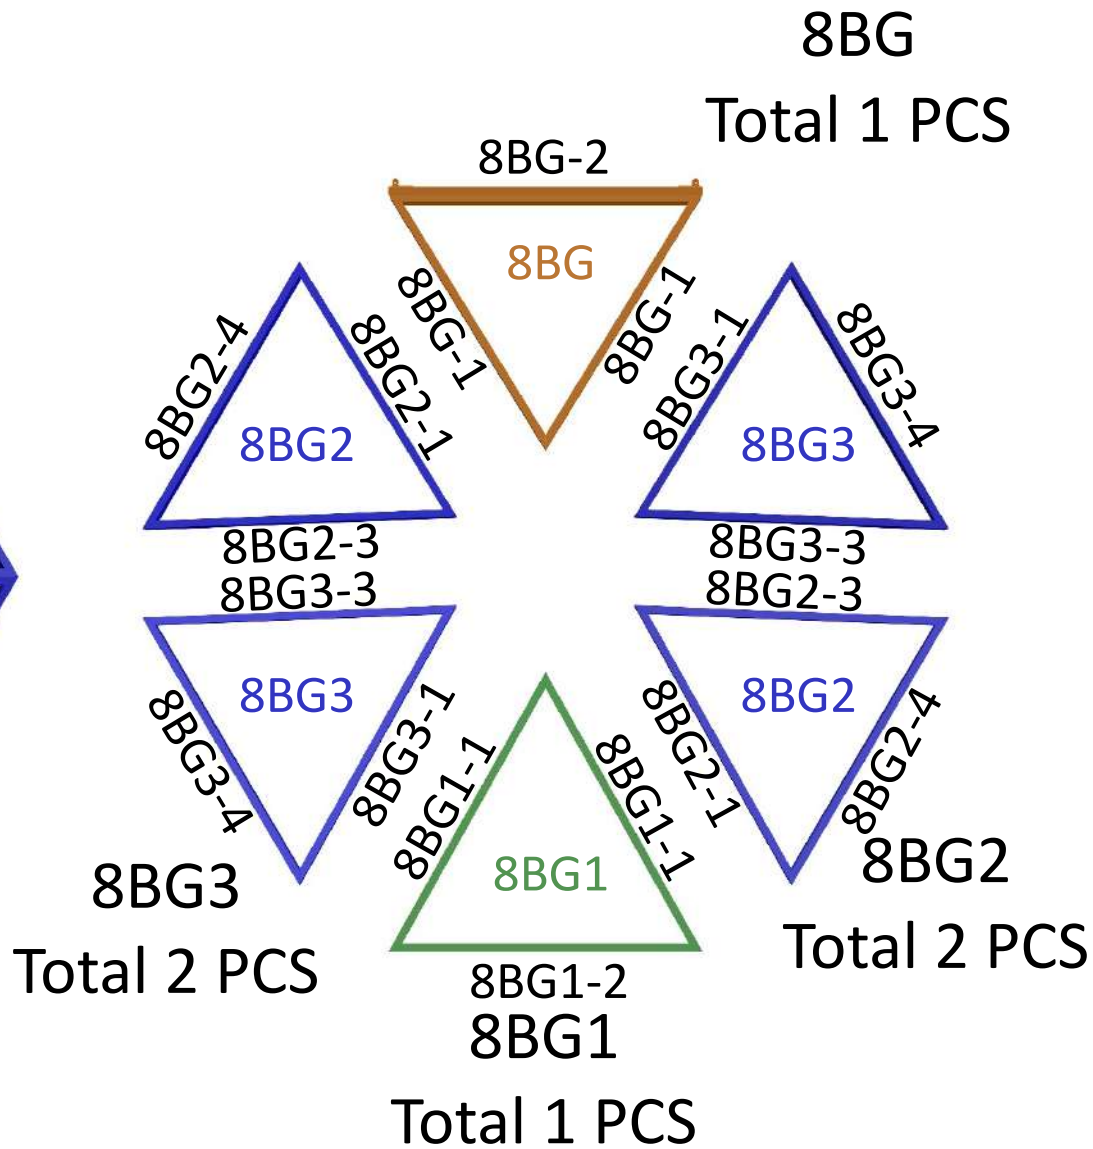 8BG
Total 1 PCS
8BG-2
8BG
8BG-1
8BG-1
8BG2-4
8BG2-1
8BG2
8BG2-3
8BG3-1
8BG3-4
8BG3
8BG3-3
8BG3-3
8BG3
8BG3-4
8BG3-1
8BG2-3
8BG2
8BG2-1
8BG2-4
8BG1-1
8BG1-1
8BG1
8BG1-2
8BG3
Total 2 PCS
8BG2
Total 2 PCS
8BG1
Total 1 PCS